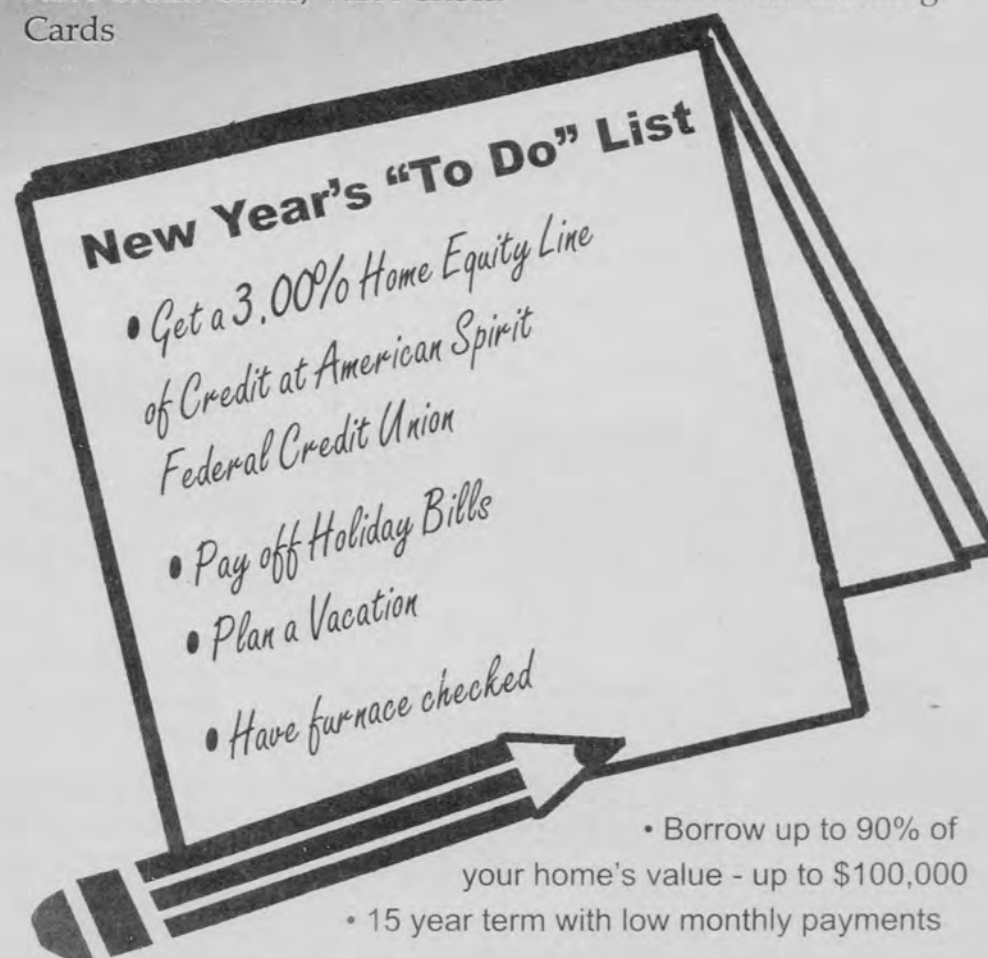 Cards
New Year's “To Do” List
• Get a 3.00% Home Equity Line
of Credit at American Spirit
Federal Credit Union
• Pay off Holiday Bills
• Plan a Vacation
• Have furnace checked
• Borrow up to 90% of
your home's value - up to $100,000
• 15 year term with low monthly payments